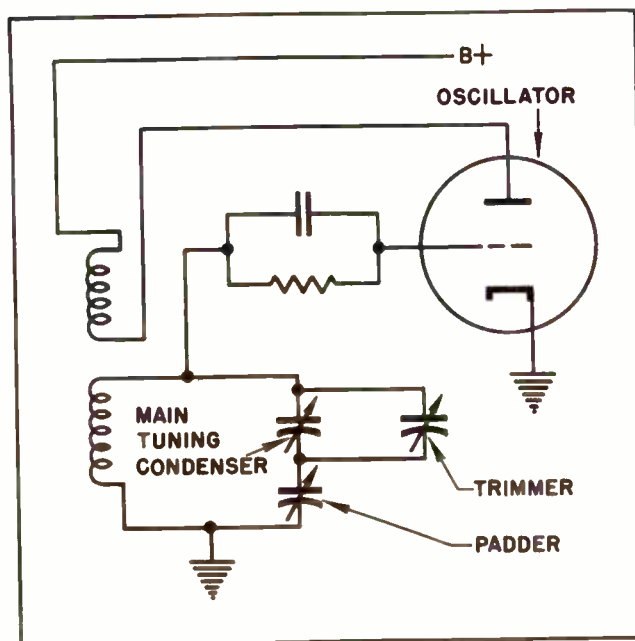 B+
OSCILLATOR
MAIN
TUNING
CONDENSER
TRIMMER
PADDER